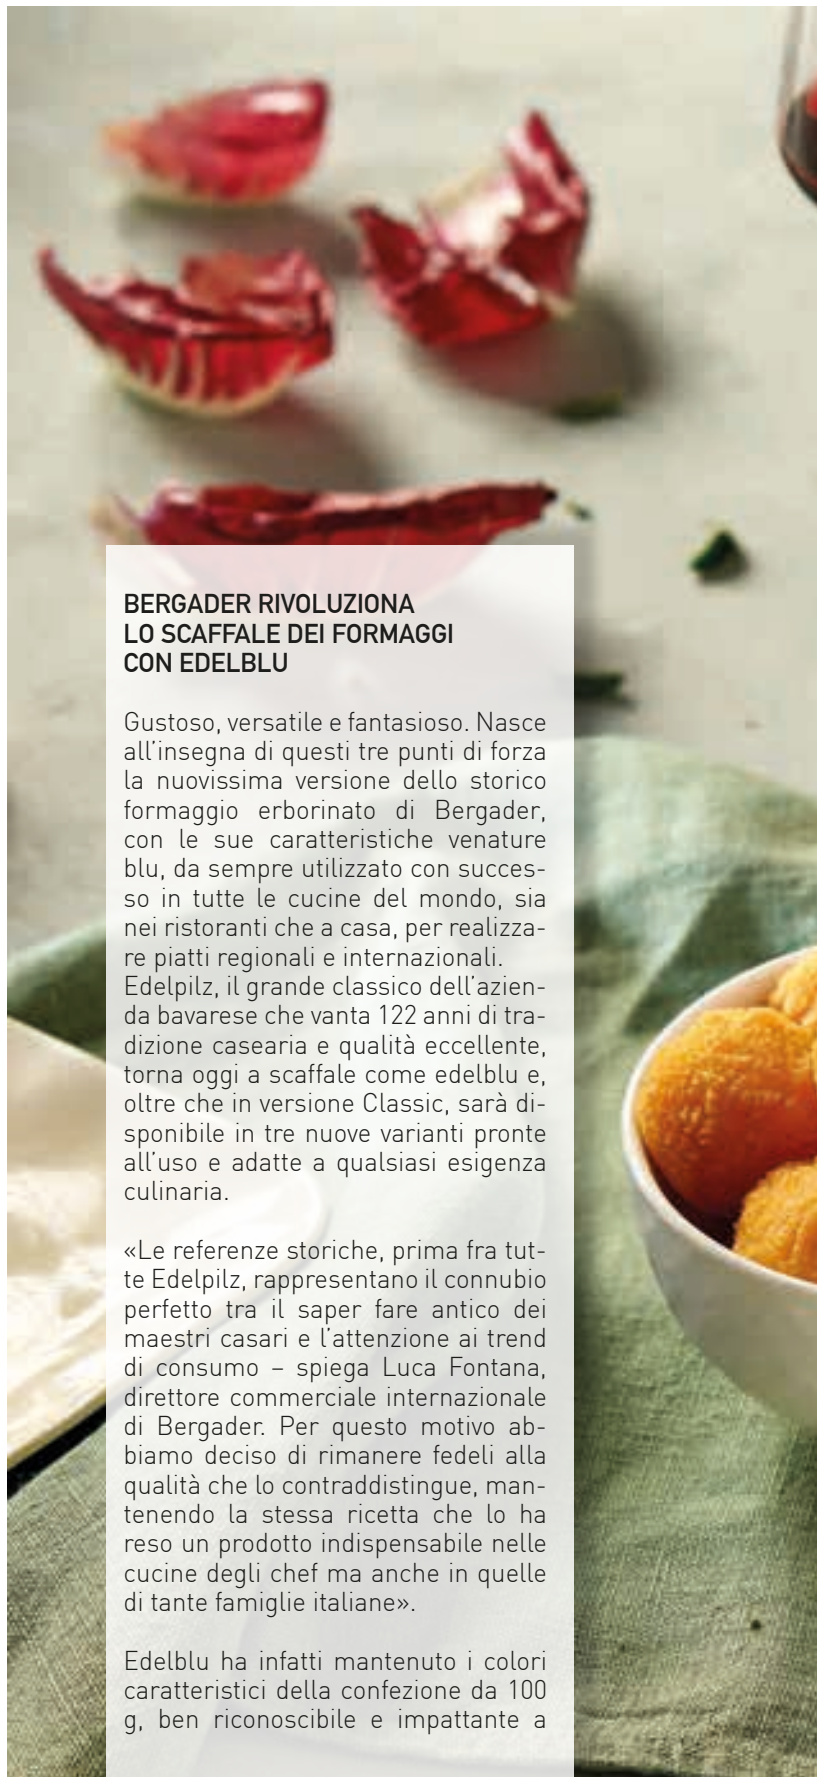 BERGADER RIVOLUZIONA
LO SCAFFALE DEI FORMAGGI
CON EDELBLU
Gustoso, versatile e fantasioso. Nasce
all’insegna di questi tre punti di forza
la nuovissima versione dello storico
formaggio erborinato di Bergader,
con le sue caratteristiche venature
blu, da sempre utilizzato con succes-
so in tutte le cucine del mondo, sia
nei ristoranti che a casa, per realizza-
re piatti regionali e internazionali.
Edelpilz, il grande classico dell’azien-
da bavarese che vanta 122 anni di tra-
dizione casearia e qualità eccellente,
torna oggi a scaffale come edelblu e,
oltre che in versione Classic, sarà di-
sponibile in tre nuove varianti pronte
all’uso e adatte a qualsiasi esigenza
culinaria.
«Le referenze storiche, prima fra tut-
te Edelpilz, rappresentano il connubio
perfetto tra il saper fare antico dei
maestri casari e l’attenzione ai trend
di consumo – spiega Luca Fontana,
direttore commerciale internazionale
di Bergader. Per questo motivo ab-
biamo deciso di rimanere fedeli alla
qualità che lo contraddistingue, man-
tenendo la stessa ricetta che lo ha
reso un prodotto indispensabile nelle
cucine degli chef ma anche in quelle
di tante famiglie italiane».
Edelblu ha infatti mantenuto i colori
caratteristici della confezione da 100
g, ben riconoscibile e impattante a